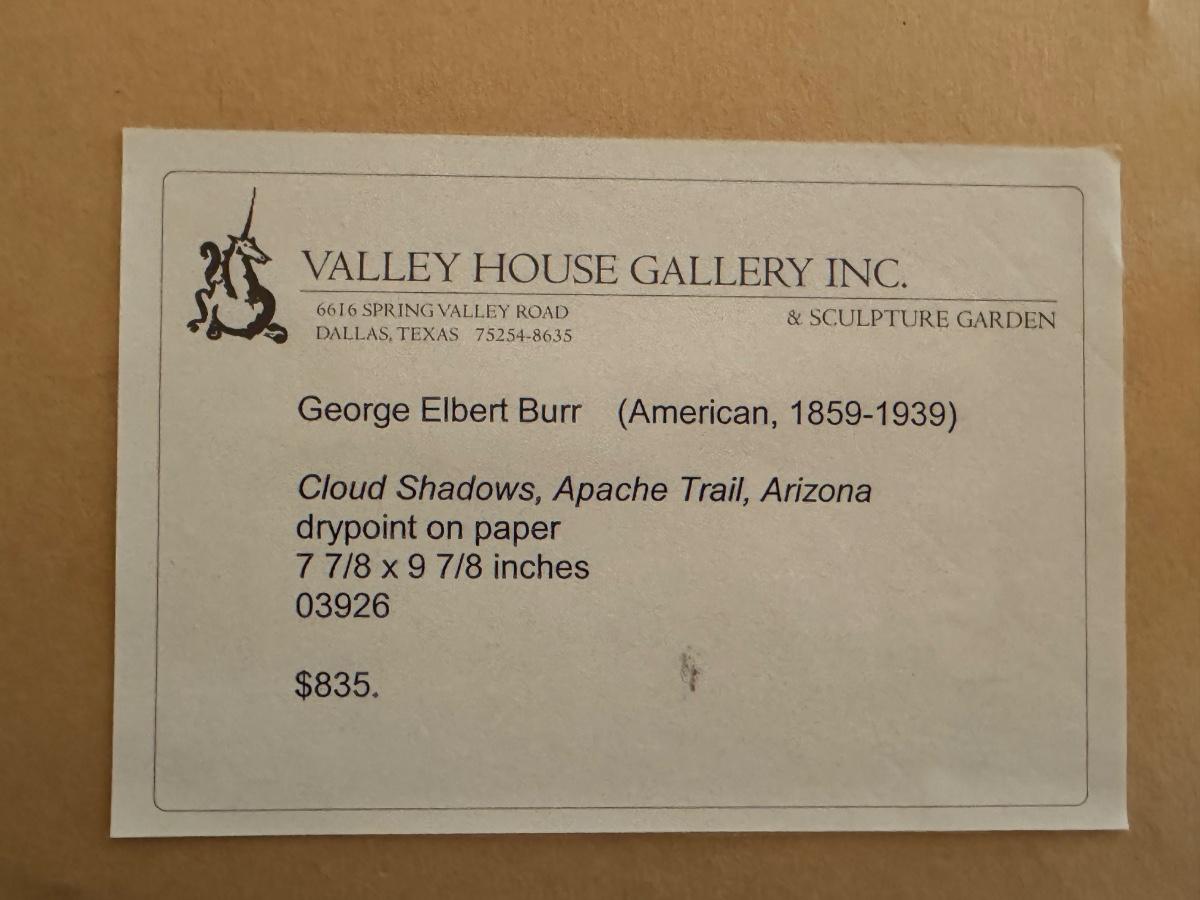 VALLEY HOUSE GALLERY INC.
6616 SPRING VALLEY ROAD
& SCULPTURE GARDEN
DALLAS, TEXAS 75254-8635
George Elbert Burr (American, 1859-1939)
Cloud Shadows, Apache Trail, Arizona
drypoint on paper
7 7/8 x 9 7/8 inches
03926
$835.